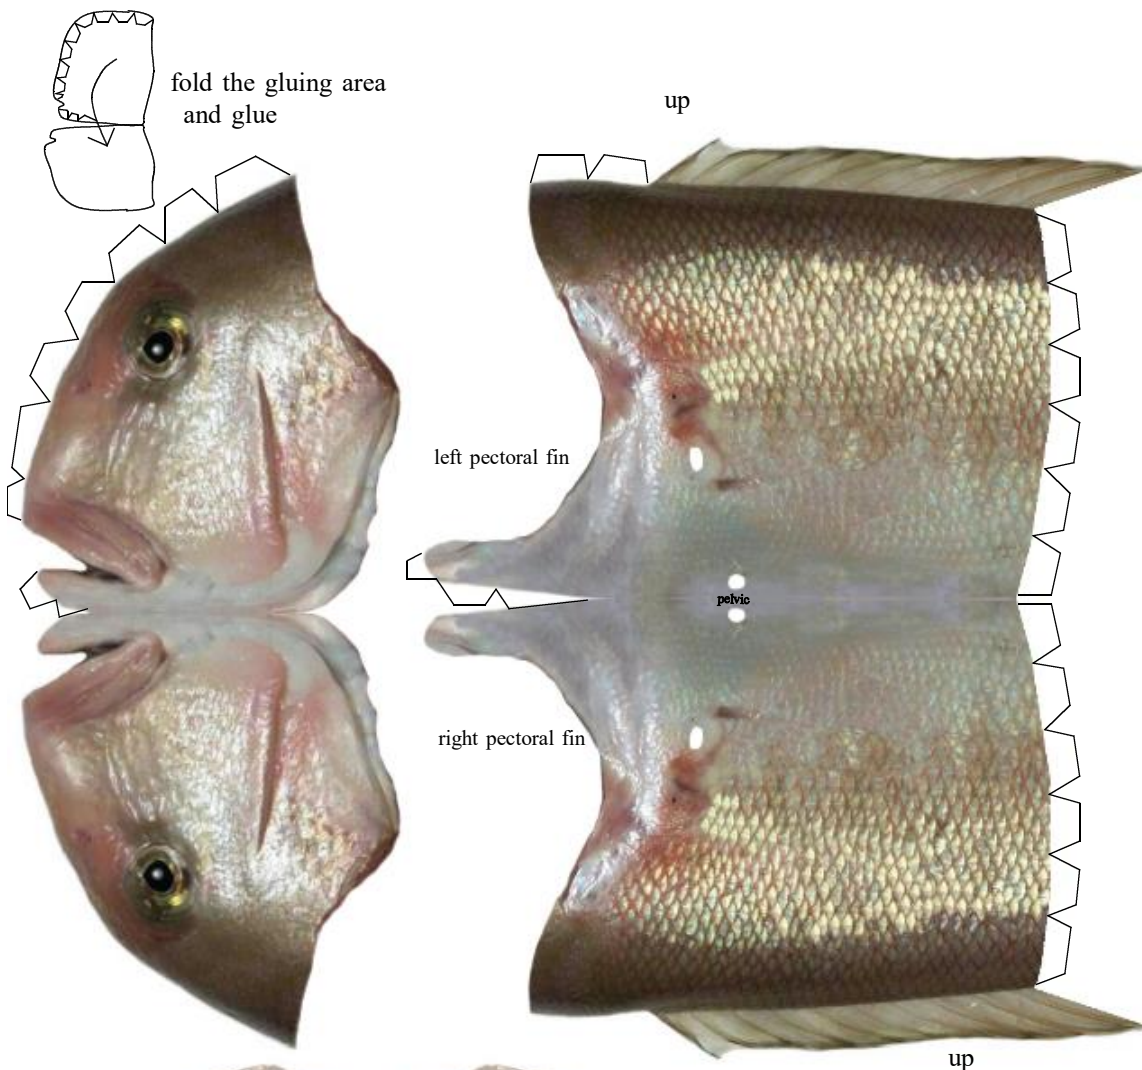 fold the gluing area
and glue
up
left pectoral fin
pelvic
right pectoral fin
up